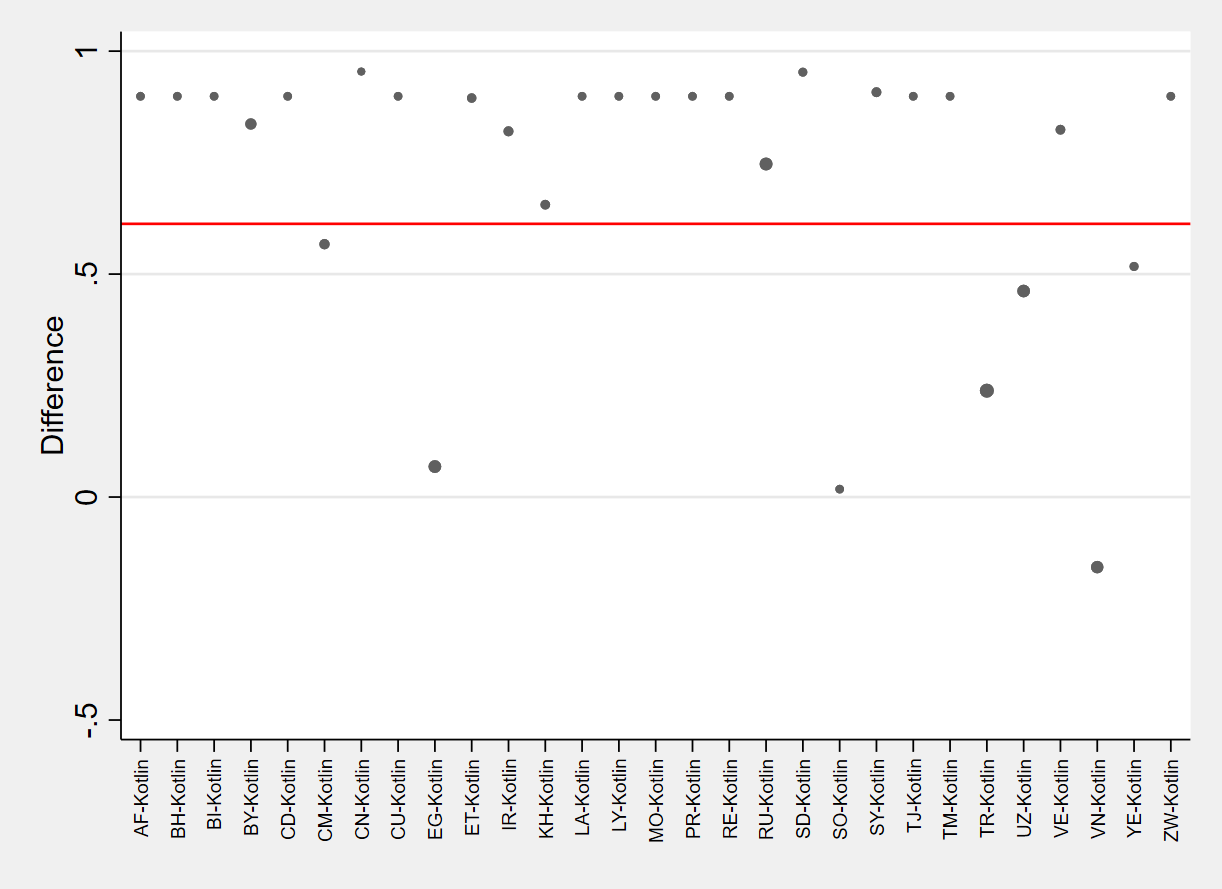 Difference
1
.5
0
-.5
AF-Kotlin
BH-Kotlin
BI-Kotlin
BY-Kotlin
CD-Kotlin
CM-Kotlin
CN-Kotlin
CU-Kotlin
EG-Kotlin
ET-Kotlin
IR-Kotlin
KH-Kotlin
LA-Kotlin
LY-Kotlin
MO-Kotlin
PR-Kotlin
RE-Kotlin
RU-Kotlin
SD-Kotlin
SO-Kotlin
SY-Kotlin
TJ-Kotlin
TM-Kotlin
TR-Kotlin
UZ-Kotlin
VE-Kotlin
VN-Kotlin
YE-Kotlin
ZW-Kotlin